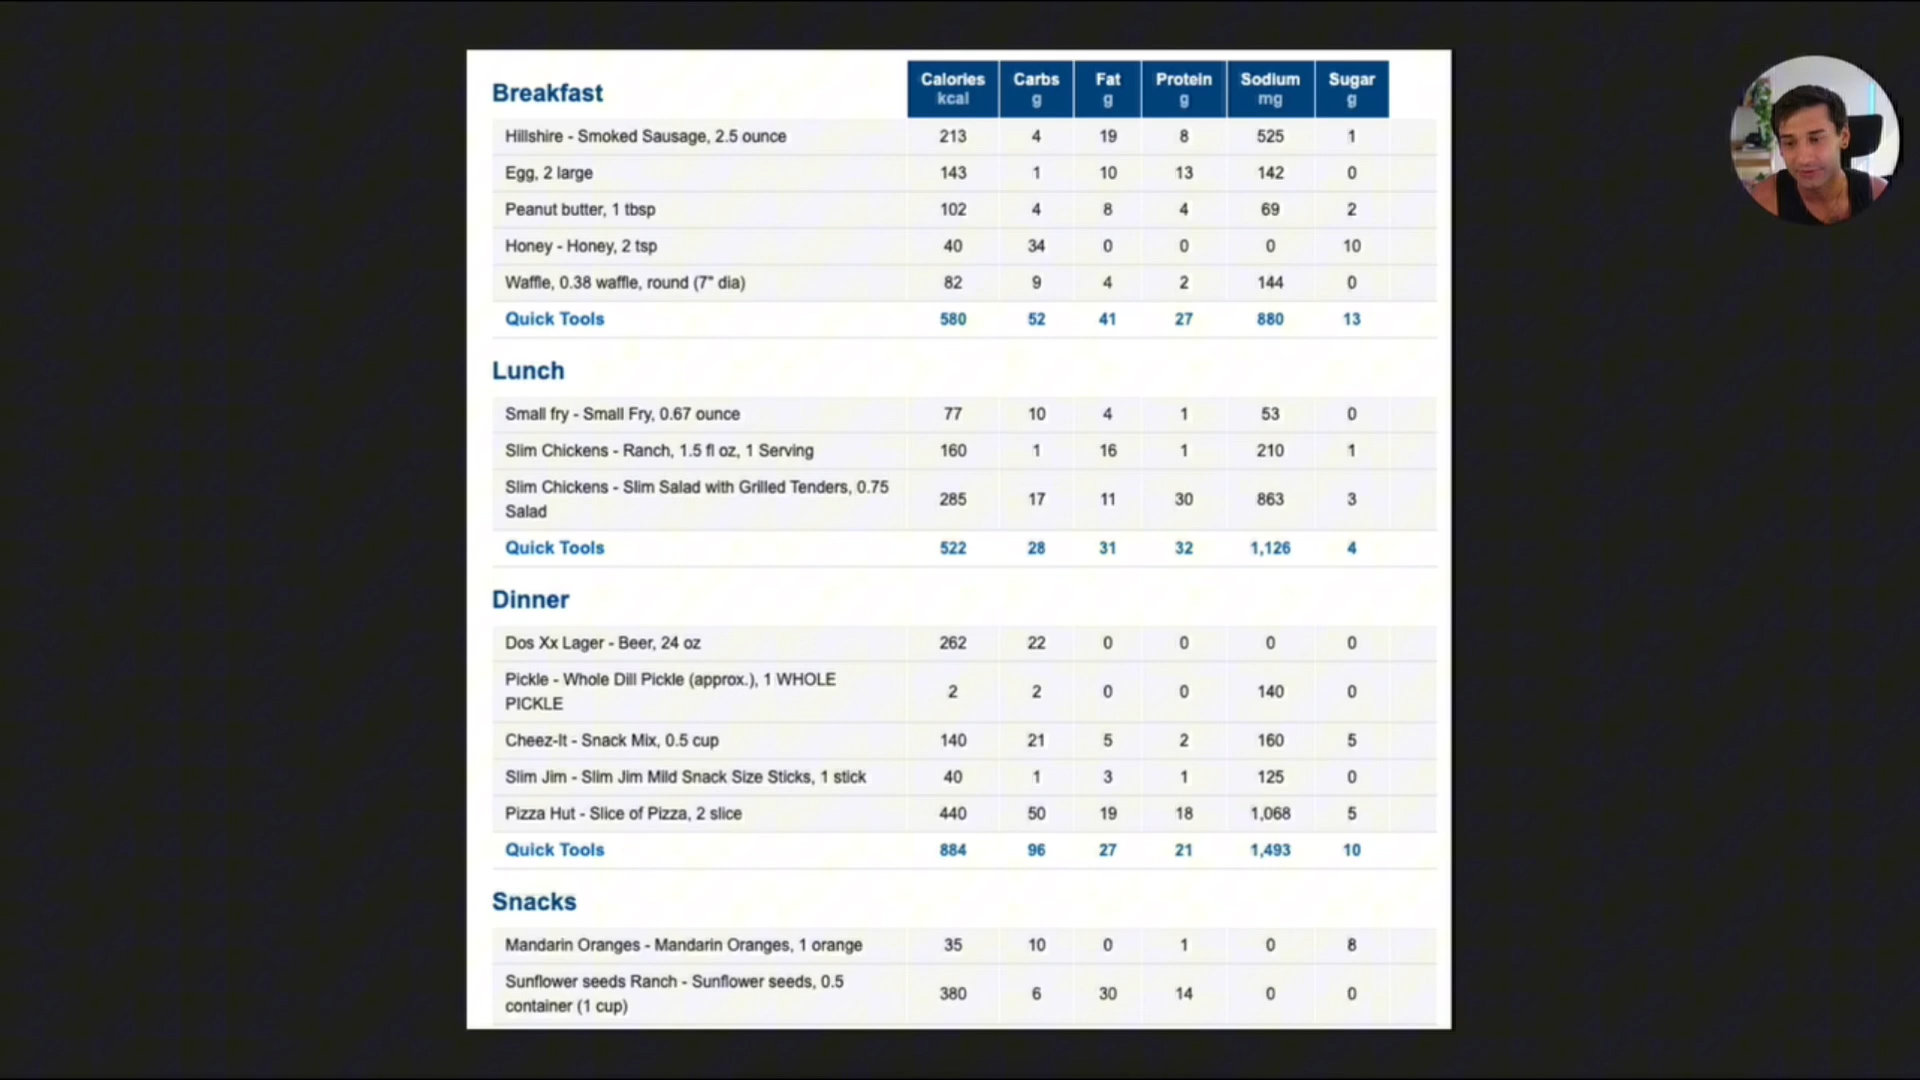 Breakfast Calories Carbs Fat Protein Sodium Sugar
kcal g g g mg g
Hillshire - Smoked Sausage, 2.5 ounce 213 4 19 8 525 1
Egg, 2 large 143 1 10 13 142 0
Peanut butter, 1 tbsp 102 4 8 4 69 2
Honey - Honey, 2 tsp 40 34 0 0 0 10
Waffle, 0.38 waffle, round (7" dia) 82 9 4 2 144 0
Quick Tools 580 52 41 27 880 13
Lunch
Small fry - Small Fry, 0.67 ounce 77 10 4 1 53 0
Slim Chickens - Ranch, 1.5 fl oz, 1 Serving 160 1 16 1 210 1
Slim Chickens - Slim Salad with Grilled Tenders, 0.75
Salad 285 17 11 30 863 3
Quick Tools 522 28 31 32 1,126 4
Dinner
Dos Xx Lager - Beer, 24 oz 262 22 0 0 0 0
Pickle - Whole Dill Pickle (approx.), 1 WHOLE
PICKLE 2 2 0 0 140 0
Cheez-It - Snack Mix, 0.5 cup 140 21 5 2 160 5
Slim Jim - Slim Jim Mild Snack Size Sticks, 1 stick 40 1 3 1 125 0
Pizza Hut - Slice of Pizza, 2 slice 440 50 19 18 1,068 5
Quick Tools 884 96 27 21 1,493 10
Snacks
Mandarin Oranges - Mandarin Oranges, 1 orange 35 10 0 1 0 8
Sunflower seeds Ranch - Sunflower seeds, 0.5
container (1 cup) 380 6 30 14 0 0